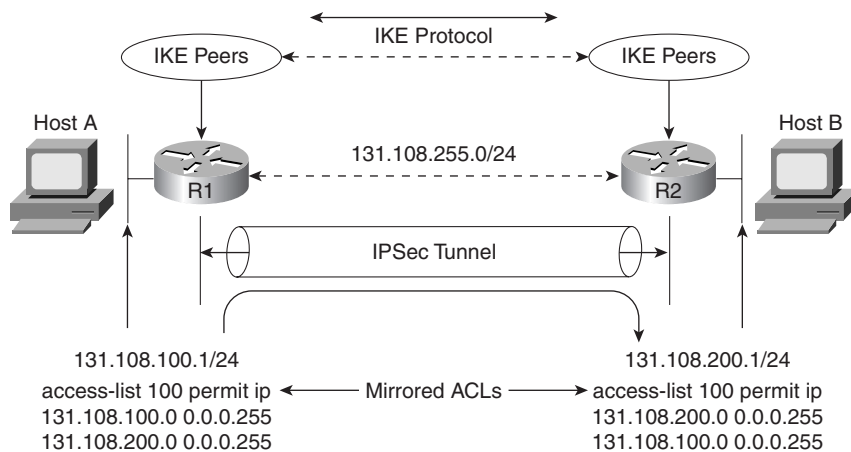 IKE Protocol
IKE Peers
IKE Peers
Host A
Host B
131.108.255.0/24
R1
R2
IPSec Tunnel
131.108.100.1/24
access-list 100 permit ip
131.108.100.0 0.0.0.255
131.108.200.0 0.0.0.255
Mirrored ACLs
131.108.200.1/24
access-list 100 permit ip
131.108.200.0 0.0.0.255
131.108.100.0 0.0.0.255